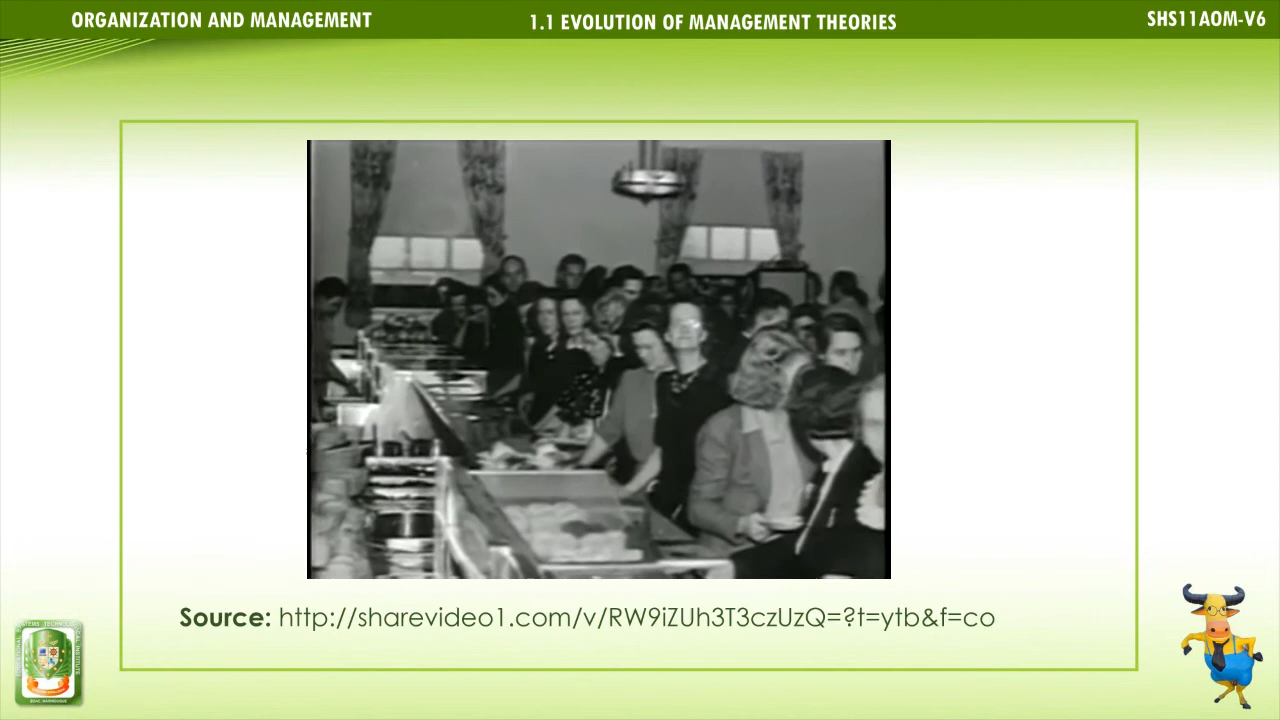 ORGANIZATION AND MANAGEMENT
1.1 EVOLUTION OF MANAGEMENT THEORIES
SHS11AOM-V6
Source: http://sharevideo1.com/v/RW9iZUh3T3czUzQ=?t=ytb&f=co